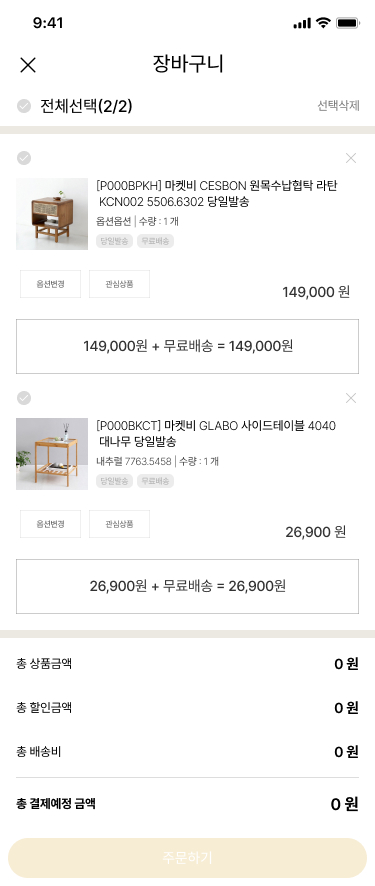 9:41
장바구니
전체선택(2/2)
선택삭제
[P000BPKH] 마켓비 CESBON 원목수납협탁 라탄
KCN002 5506.6302 당일발송
옵션옵션 | 수량 : 1 개
당일발송 무료배송
옵션변경 관심상품
149,000 원
149,000원 + 무료배송 = 149,000원
[P000BKCT] 마켓비 GLABO 사이드테이블 4040
대나무 당일발송
내추럴 7763.5458 | 수량 : 1 개
당일발송 무료배송
옵션변경 관심상품
26,900 원
26,900원 + 무료배송 = 26,900원
총 상품금액 0 원
총 할인금액 0 원
총 배송비 0 원
총 결제예정 금액 0 원
주문하기